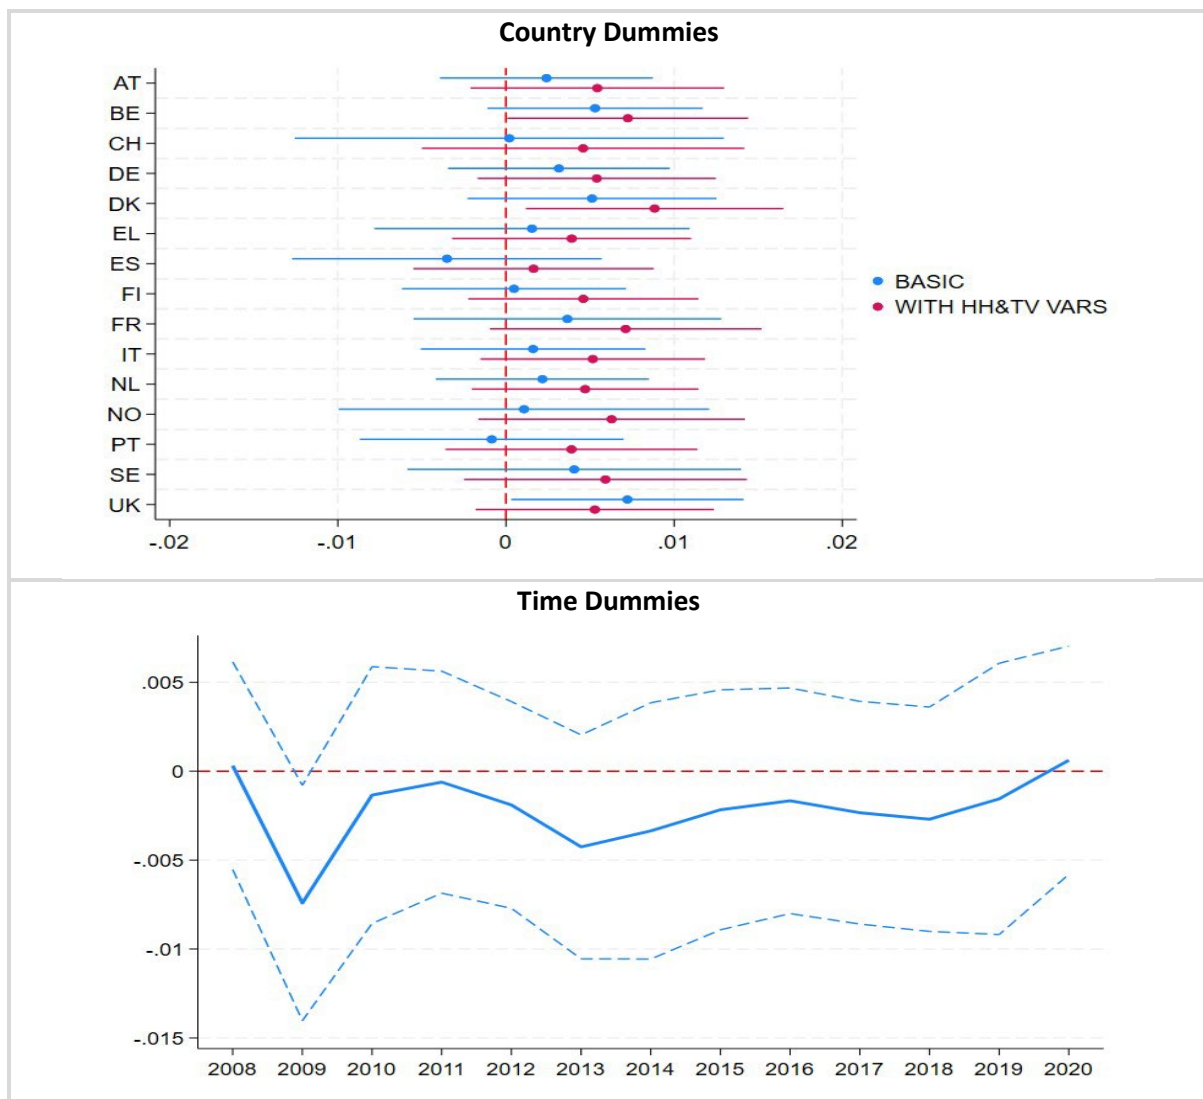 Country Dummies
AT
BE
CH
DE
DK
EL
ES
FI
FR
IT
NL
NO
PT
SE
UK
-.02 -.01 0 .01 .02
BASIC
WITH HH&TV VARS
Time Dummies
.005
0
-.005
-.01
-.015
2008 2009 2010 2011 2012 2013 2014 2015 2016 2017 2018 2019 2020